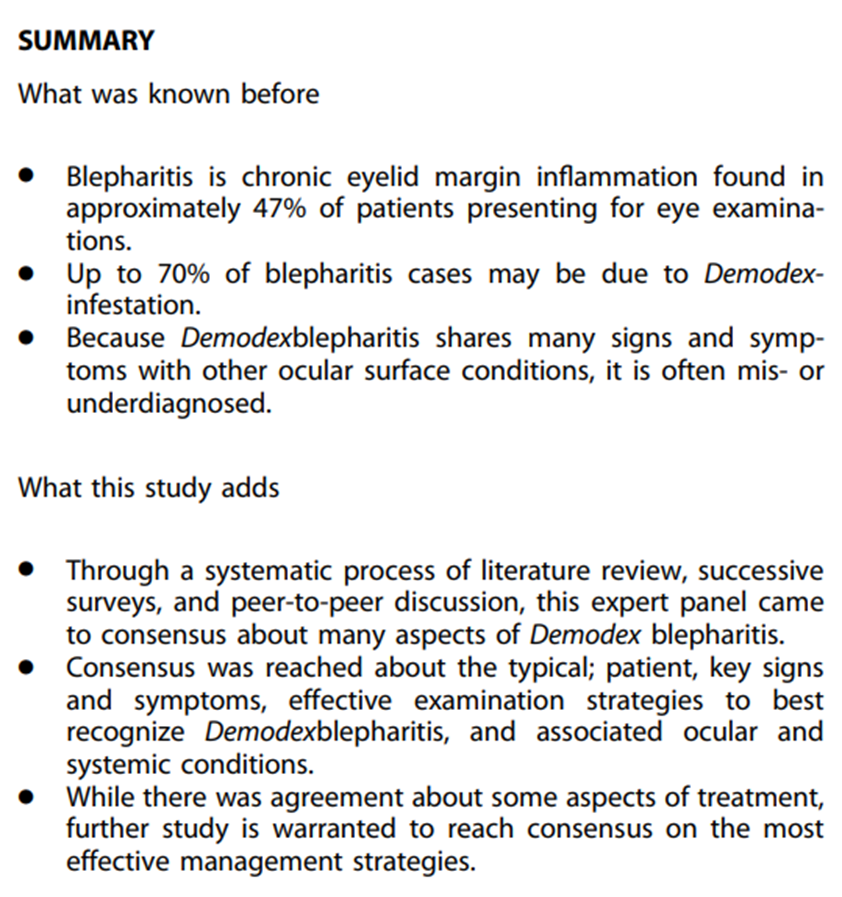 SUMMARY
What was known before
● Blepharitis is chronic eyelid margin inflammation found in
approximately 47% of patients presenting for eye examina-
tions.
● Up to 70% of blepharitis cases may be due to Demodex-
infestation.
● Because Demodexblepharitis shares many signs and symp-
toms with other ocular surface conditions, it is often mis- or
underdiagnosed.
What this study adds
● Through a systematic process of literature review, successive
surveys, and peer-to-peer discussion, this expert panel came
to consensus about many aspects of Demodex blepharitis.
● Consensus was reached about the typical; patient, key signs
and symptoms, effective examination strategies to best
recognize Demodexblepharitis, and associated ocular and
systemic conditions.
● While there was agreement about some aspects of treatment,
further study is warranted to reach consensus on the most
effective management strategies.